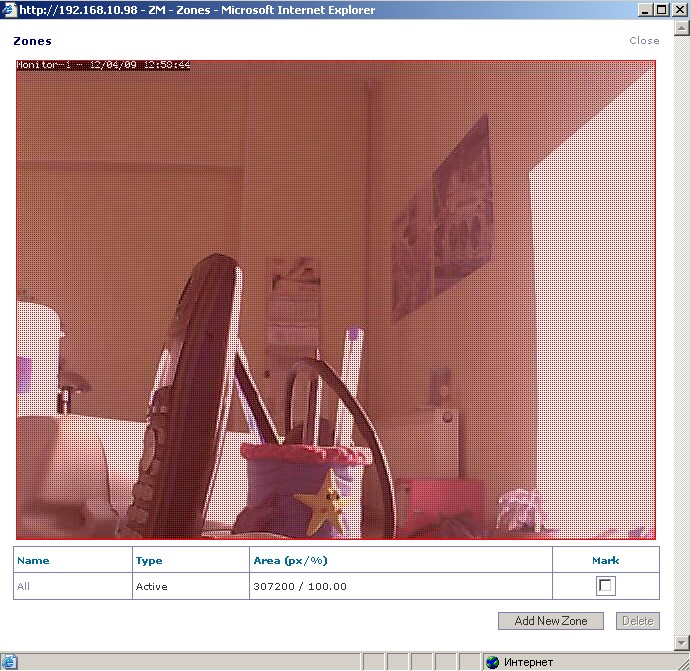 http://192.168.10.98 - ZM - Zones - Microsoft Internet Explorer
Zones
Close
Monitor-1 - 12/04/09 12:58:44
Name Type Area (px/%) Mark
All Active 307200 / 100.00
Add New Zone Delete
Интернет